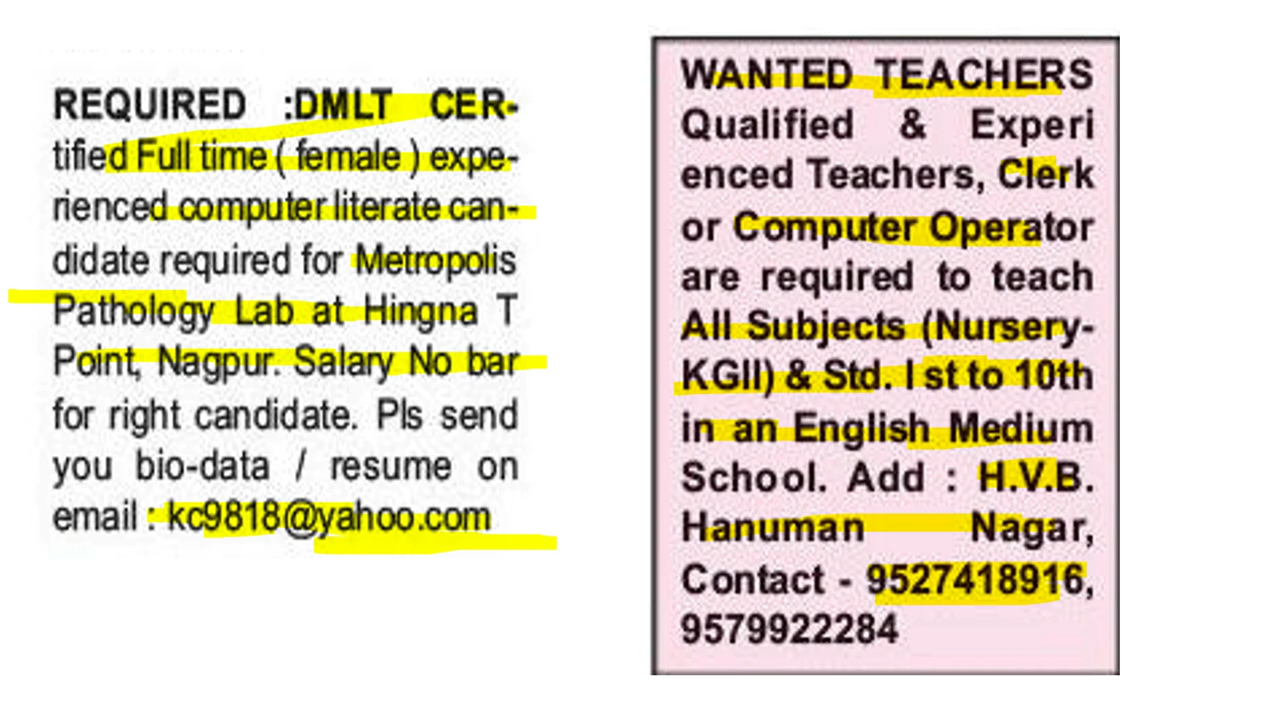 REQUIRED :DMLT CER-
tified Full time ( female ) expe-
rienced computer literate can-
didate required for Metropolis
Pathology Lab at Hingna T
Point, Nagpur. Salary No bar
for right candidate. Pls send
you bio-data / resume on
email : kc9818@yahoo.com
WANTED TEACHERS
Qualified & Experi
enced Teachers, Clerk
or Computer Operator
are required to teach
All Subjects (Nursery-
KGII) & Std. I st to 10th
in an English Medium
School. Add : H.V.B.
Hanuman Nagar,
Contact - 9527418916,
9579922284